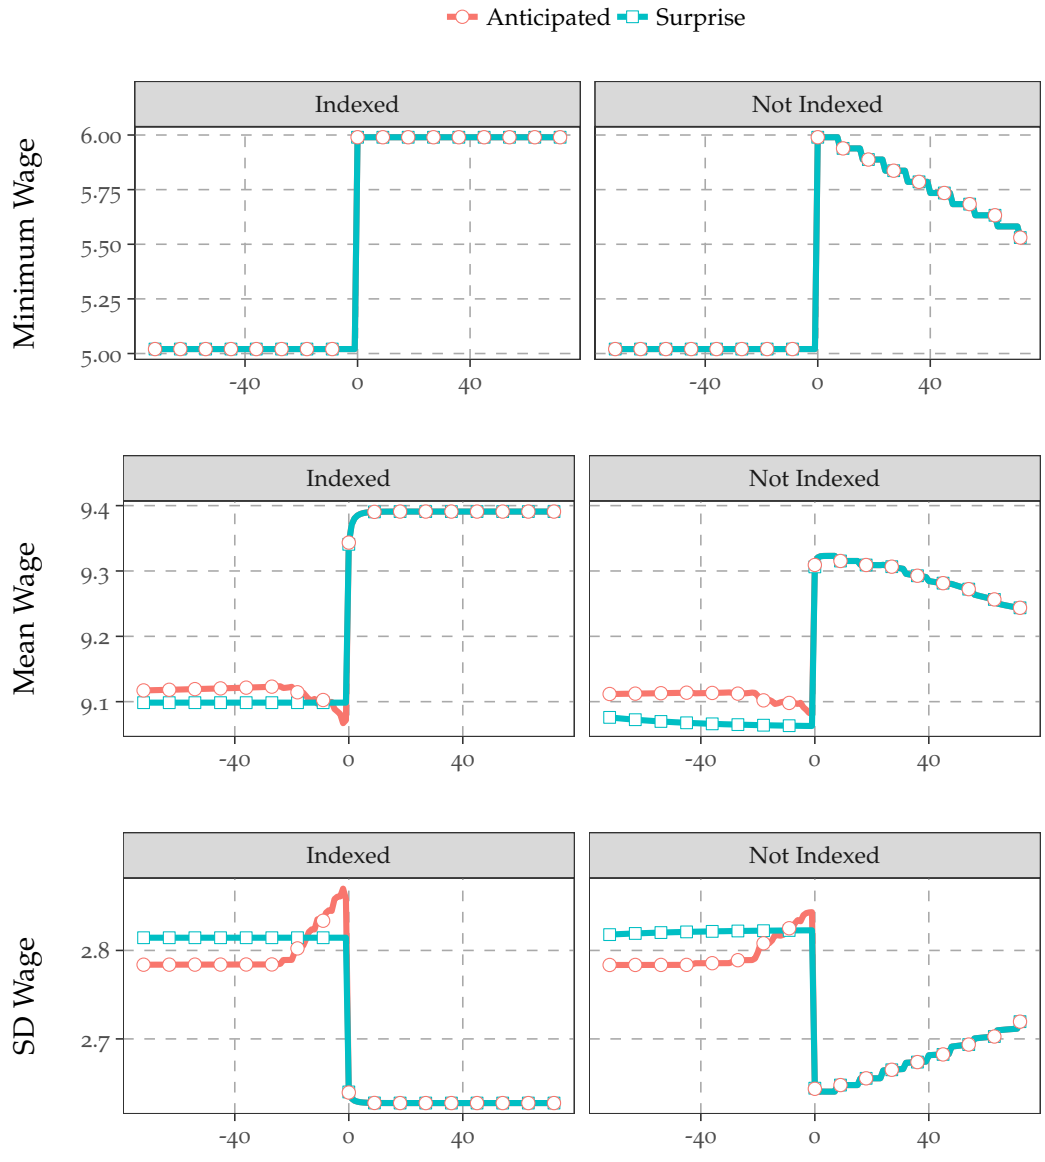 Anticipated Surprise
Minimum Wage
Indexed Not Indexed
6.00
5.75
5.50
5.25
5.00
-40 0 40 -40 0 40
Mean Wage
Indexed Not Indexed
9.4
9.3
9.2
9.1
-40 0 40 -40 0 40
SD Wage
Indexed Not Indexed
2.8
2.7
-40 0 40 -40 0 40